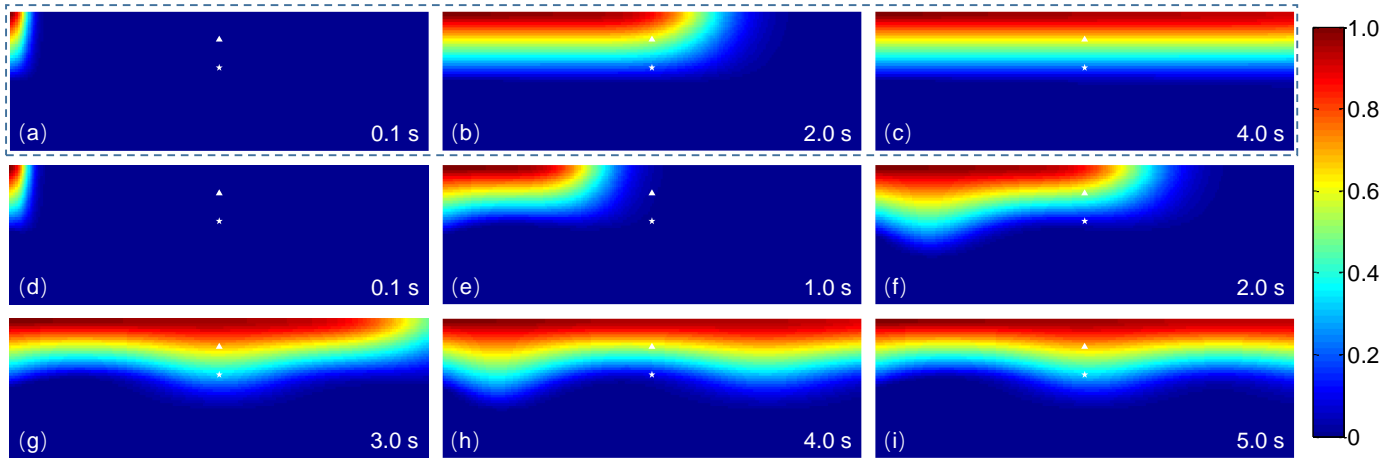 (a) 0.1 s
(b) 2.0 s
(c) 4.0 s
(d) 0.1 s
(e) 1.0 s
(f) 2.0 s
(g) 3.0 s
(h) 4.0 s
(i) 5.0 s
1.0
0.8
0.6
0.4
0.2
0